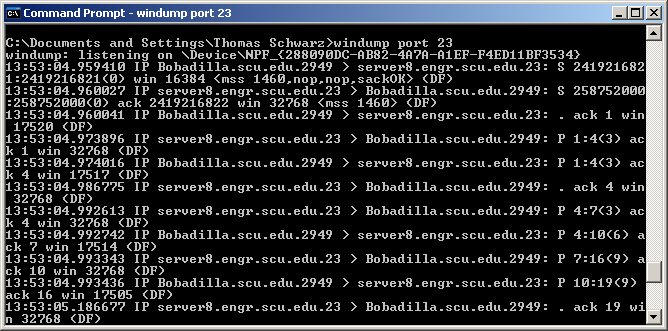 Command Prompt - windump port 23
C:\Documents and Settings\Thomas Schwarz>windump port 23
windump: listening on \Device\NPF_{288090DC-AB82-4A7A-A1EF-F4ED11BF3534}
13:53:04.959410 IP Bobadilla.scu.edu.2949 > server8.engr.scu.edu.23: S 241921682
1:2419216821(0) win 16384 <mss 1460,nop,nop,sackOK> (DF)
13:53:04.960027 IP server8.engr.scu.edu.23 > Bobadilla.scu.edu.2949: S 258752000
:258752000(0) ack 2419216822 win 32768 <mss 1460> (DF)
13:53:04.960041 IP Bobadilla.scu.edu.2949 > server8.engr.scu.edu.23: . ack 1 win
 17520 (DF)
13:53:04.973896 IP server8.engr.scu.edu.23 > Bobadilla.scu.edu.2949: P 1:4(3) ac
k 1 win 32768 (DF)
13:53:04.974016 IP Bobadilla.scu.edu.2949 > server8.engr.scu.edu.23: P 1:4(3) ac
k 4 win 17517 (DF)
13:53:04.986775 IP server8.engr.scu.edu.23 > Bobadilla.scu.edu.2949: . ack 4 win
 32768 (DF)
13:53:04.992613 IP server8.engr.scu.edu.23 > Bobadilla.scu.edu.2949: P 4:7(3) ac
k 4 win 32768 (DF)
13:53:04.992742 IP Bobadilla.scu.edu.2949 > server8.engr.scu.edu.23: P 4:10(6) a
ck 7 win 17514 (DF)
13:53:04.993343 IP server8.engr.scu.edu.23 > Bobadilla.scu.edu.2949: P 7:16(9) a
ck 10 win 32768 (DF)
13:53:04.993436 IP Bobadilla.scu.edu.2949 > server8.engr.scu.edu.23: P 10:19(9)
ack 16 win 17505 (DF)
13:53:05.186677 IP server8.engr.scu.edu.23 > Bobadilla.scu.edu.2949: . ack 19 wi
n 32768 (DF)